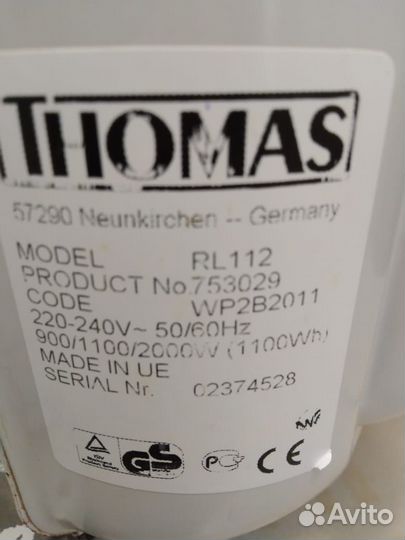 THOMAS
57290 Neunkirchen -- Germany
MODEL RL112
PRODUCT No.753029
CODE WP2B2011
220-240V~ 50/60Hz
900/1100/2000W (1100Wh)
MADE IN UE
SERIAL Nr. 02374528
TÜV
GS
CE
Avito